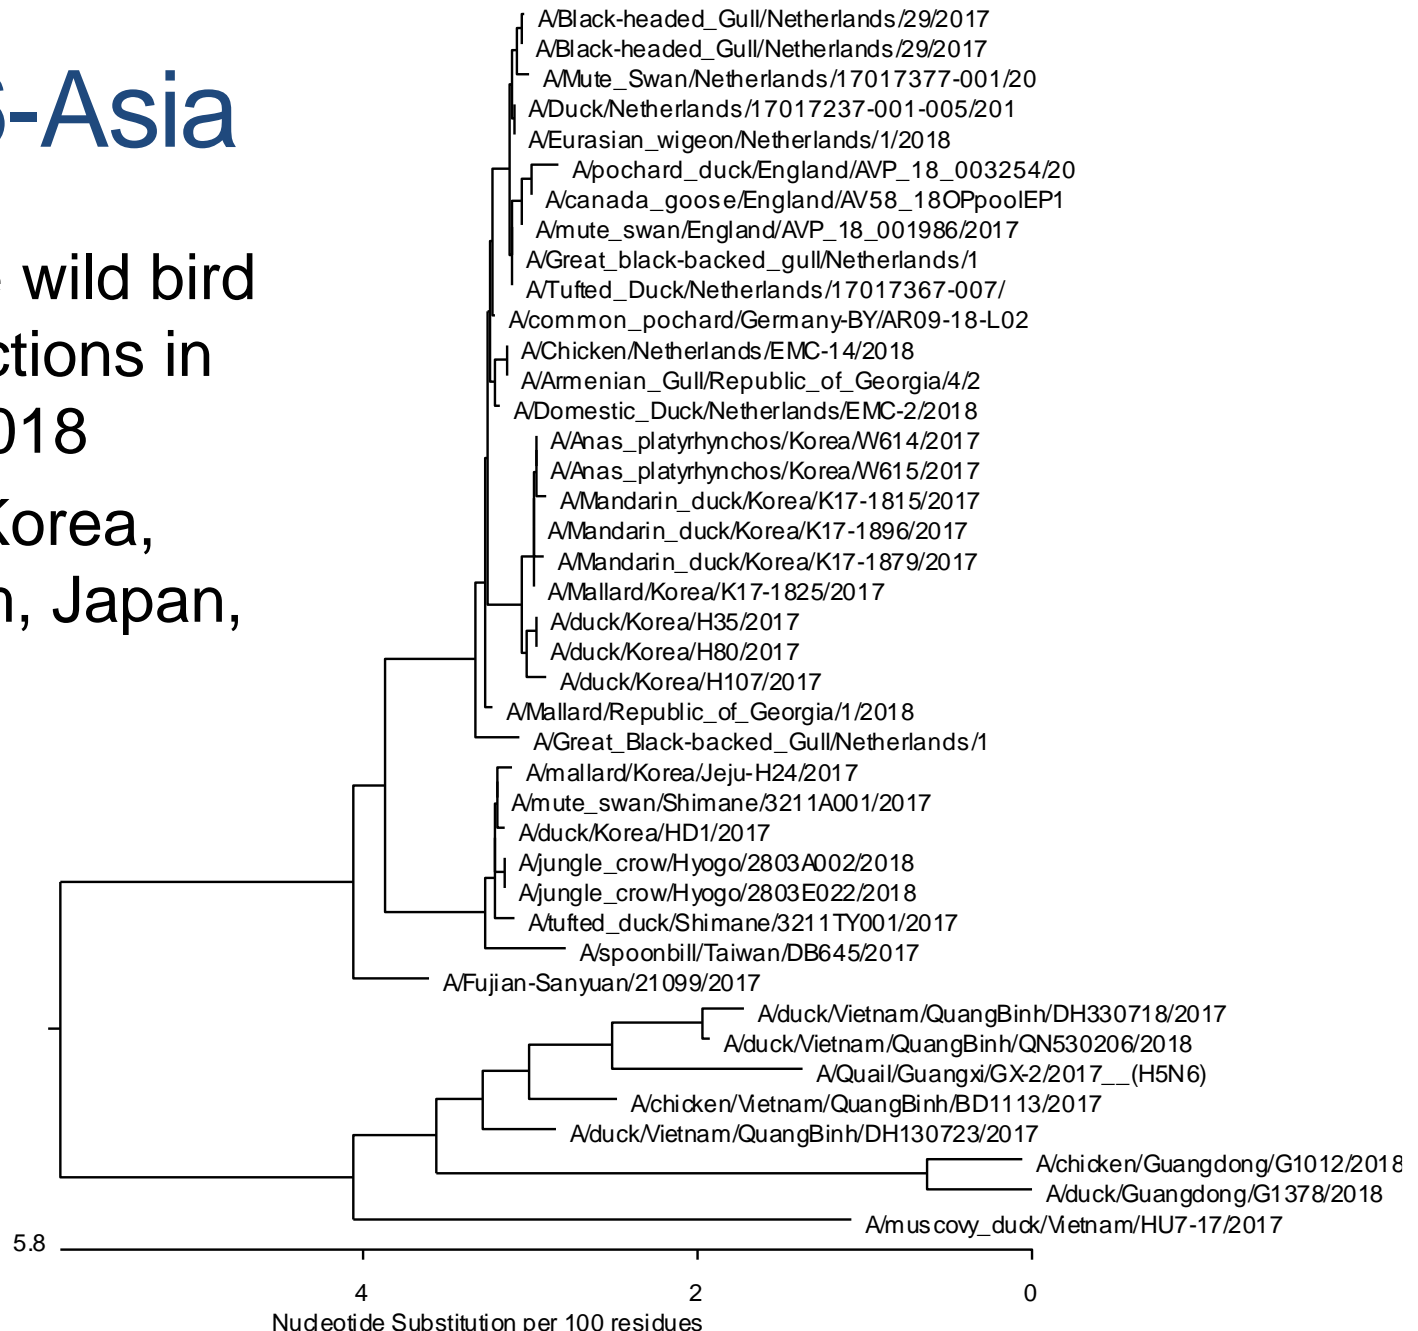 6-Asia
e wild bird
ctions in
018
Korea,
n, Japan,
A/Black-headed_Gull/Netherlands/29/2017
A/Black-headed_Gull/Netherlands/29/2017
A/Mute_Swan/Netherlands/17017377-001/20
A/Duck/Netherlands/17017237-001-005/201
A/Eurasian_wigeon/Netherlands/1/2018
A/pochard_duck/England/AVP_18_003254/20
A/canada_goose/England/AV58_18OPpoolEP1
A/mute_swan/England/AVP_18_001986/2017
A/Great_black-backed_gull/Netherlands/1
A/Tufted_Duck/Netherlands/17017367-007/
A/common_pochard/Germany-BY/AR09-18-L02
A/Chicken/Netherlands/EMC-14/2018
A/Armenian_Gull/Republic_of_Georgia/4/2
A/Domestic_Duck/Netherlands/EMC-2/2018
A/Anas_platyrhynchos/Korea/W614/2017
A/Anas_platyrhynchos/Korea/W615/2017
A/Mandarin_duck/Korea/K17-1815/2017
A/Mandarin_duck/Korea/K17-1896/2017
A/Mandarin_duck/Korea/K17-1879/2017
A/Mallard/Korea/K17-1825/2017
A/duck/Korea/H35/2017
A/duck/Korea/H80/2017
A/duck/Korea/H107/2017
A/Mallard/Republic_of_Georgia/1/2018
A/Great_Black-backed_Gull/Netherlands/1
A/mallard/Korea/Jeju-H24/2017
A/mute_swan/Shimane/3211A001/2017
A/duck/Korea/HD1/2017
A/jungle_crow/Hyogo/2803A002/2018
A/jungle_crow/Hyogo/2803E022/2018
A/tufted_duck/Shimane/3211TY001/2017
A/spoonbill/Taiwan/DB645/2017
A/Fujian-Sanyuan/21099/2017
A/duck/Vietnam/QuangBinh/DH330718/2017
A/duck/Vietnam/QuangBinh/QN530206/2018
A/Quail/Guangxi/GX-2/2017__(H5N6)
A/chicken/Vietnam/QuangBinh/BD1113/2017
A/duck/Vietnam/QuangBinh/DH130723/2017
A/chicken/Guangdong/G1012/2018
A/duck/Guangdong/G1378/2018
A/muscovy_duck/Vietnam/HU7-17/2017
5.8
4 2 0
Nucleotide Substitution per 100 residues